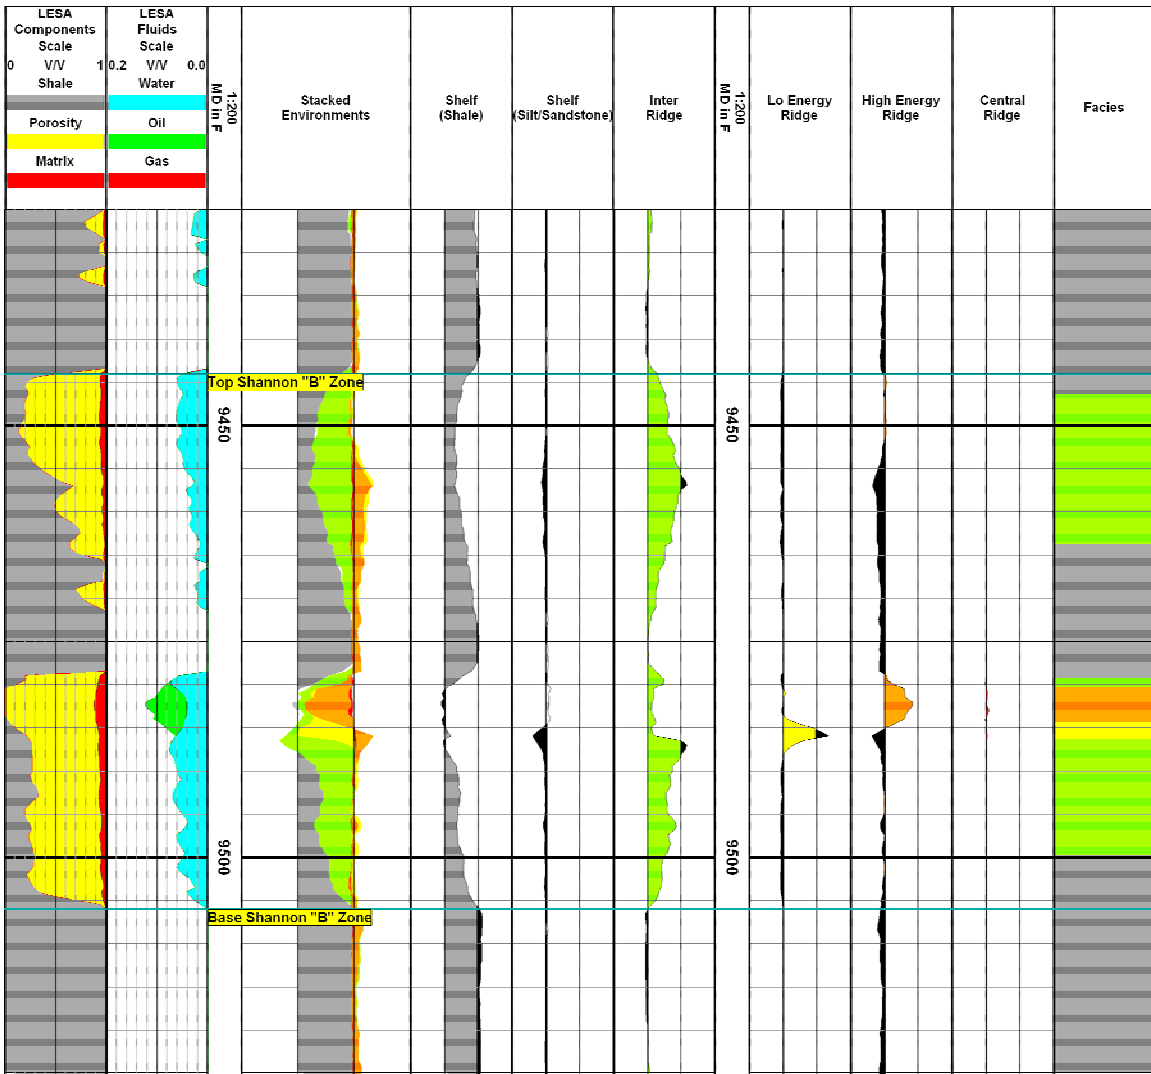 LESA
Components
Scale
0 V/V 1
Shale
Porosity
Matrix
LESA
Fluids
Scale
0.2 V/V 0.0
Water
Oil
Gas
1:200
MD in F
Stacked
Environments
Shelf
(Shale)
Shelf
(Silt/Sandstone)
Inter
Ridge
1:200
MD in F
Lo Energy
Ridge
High Energy
Ridge
Central
Ridge
Facies
Top Shannon "B" Zone
9450
9450
9500
9500
Base Shannon "B" Zone